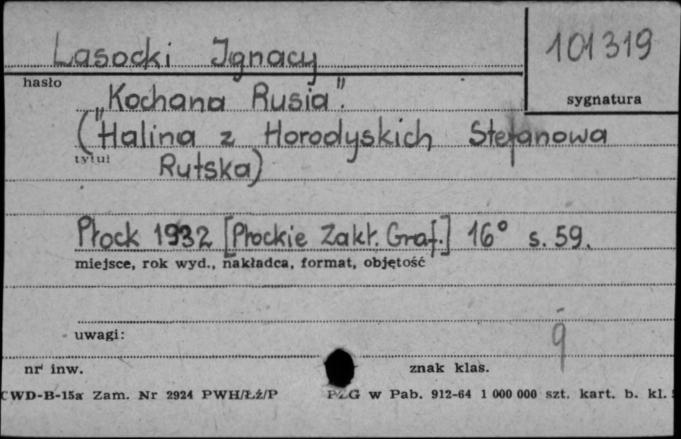 Lasocki Ignacy
101319
hasło
sygnatura
„Kochana Rusia".
("Halina z Horodyskich Stefanowa
tytuł
Rutska)
Płock 1932 [Płockie Zakł. Graf.] 16° s. 59.
miejsce, rok wyd., nakładca, format, objętość
uwagi:
9
nr inw.
znak klas.
CWD-B-15a Zam. Nr 2924 PWH/Łź/P
PZG w Pab. 912-64 1 000 000 szt. kart. b. kl.